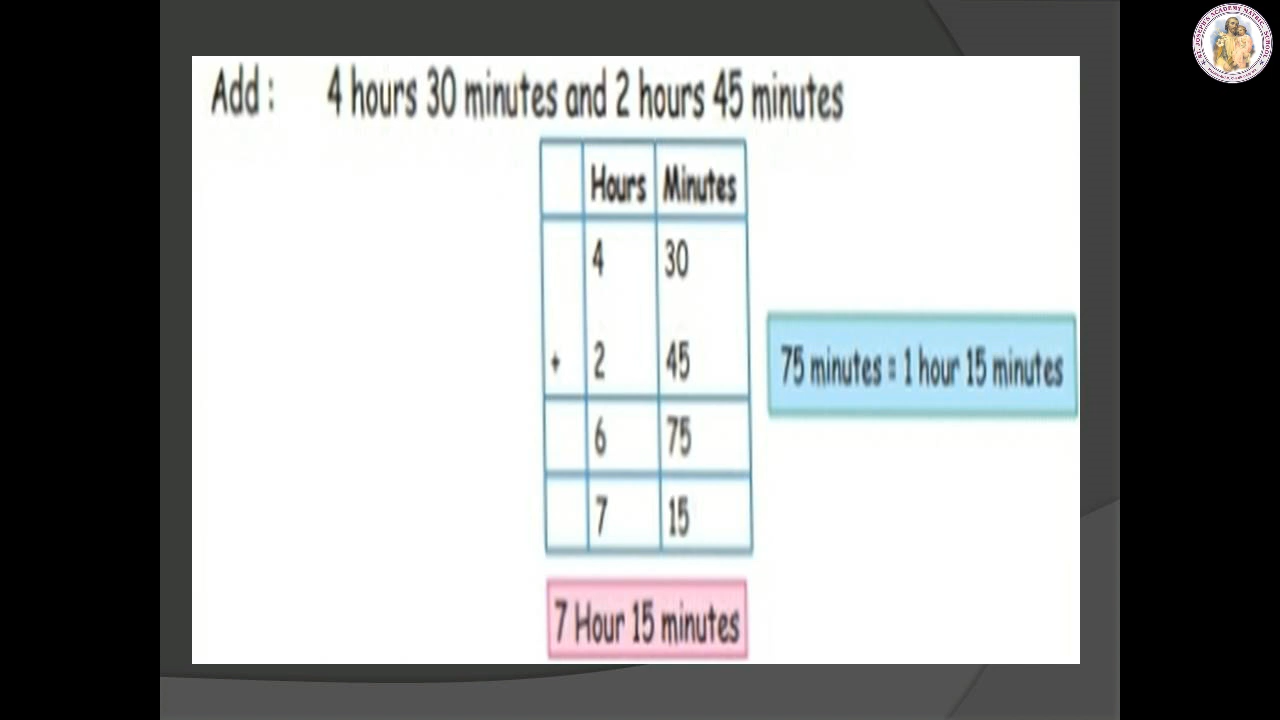 Add : 4 hours 30 minutes and 2 hours 45 minutes
Hours Minutes
4 30
+ 2 45
6 75
7 15
75 minutes = 1 hour 15 minutes
7 Hour 15 minutes